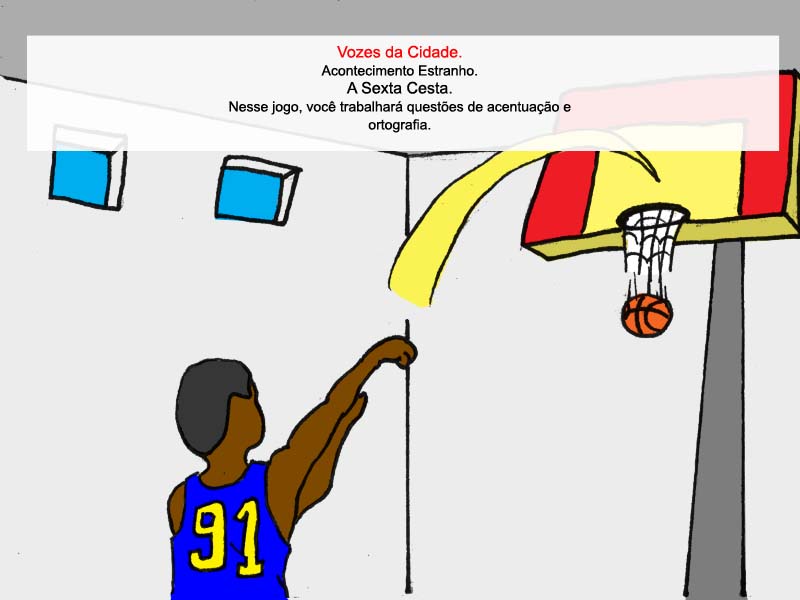 Vozes da Cidade.
Acontecimento Estranho.
A Sexta Cesta.
Nesse jogo, você trabalhará questões de acentuação e
ortografia.
91